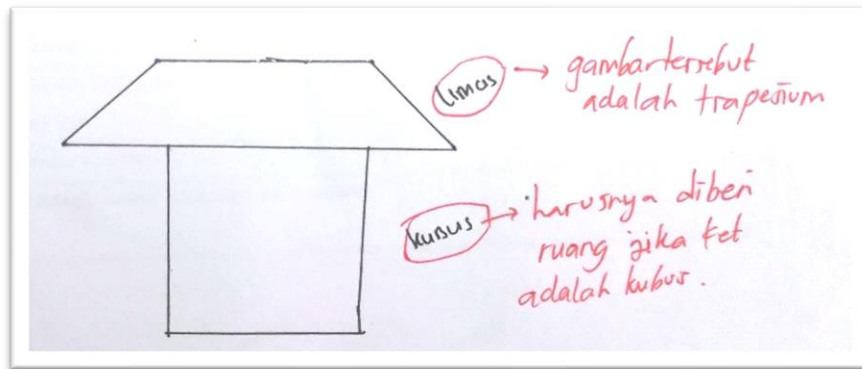 limas → gambar tersebut
adalah trapesium
kubus → harusnya diberi
ruang jika ket
adalah kubus.